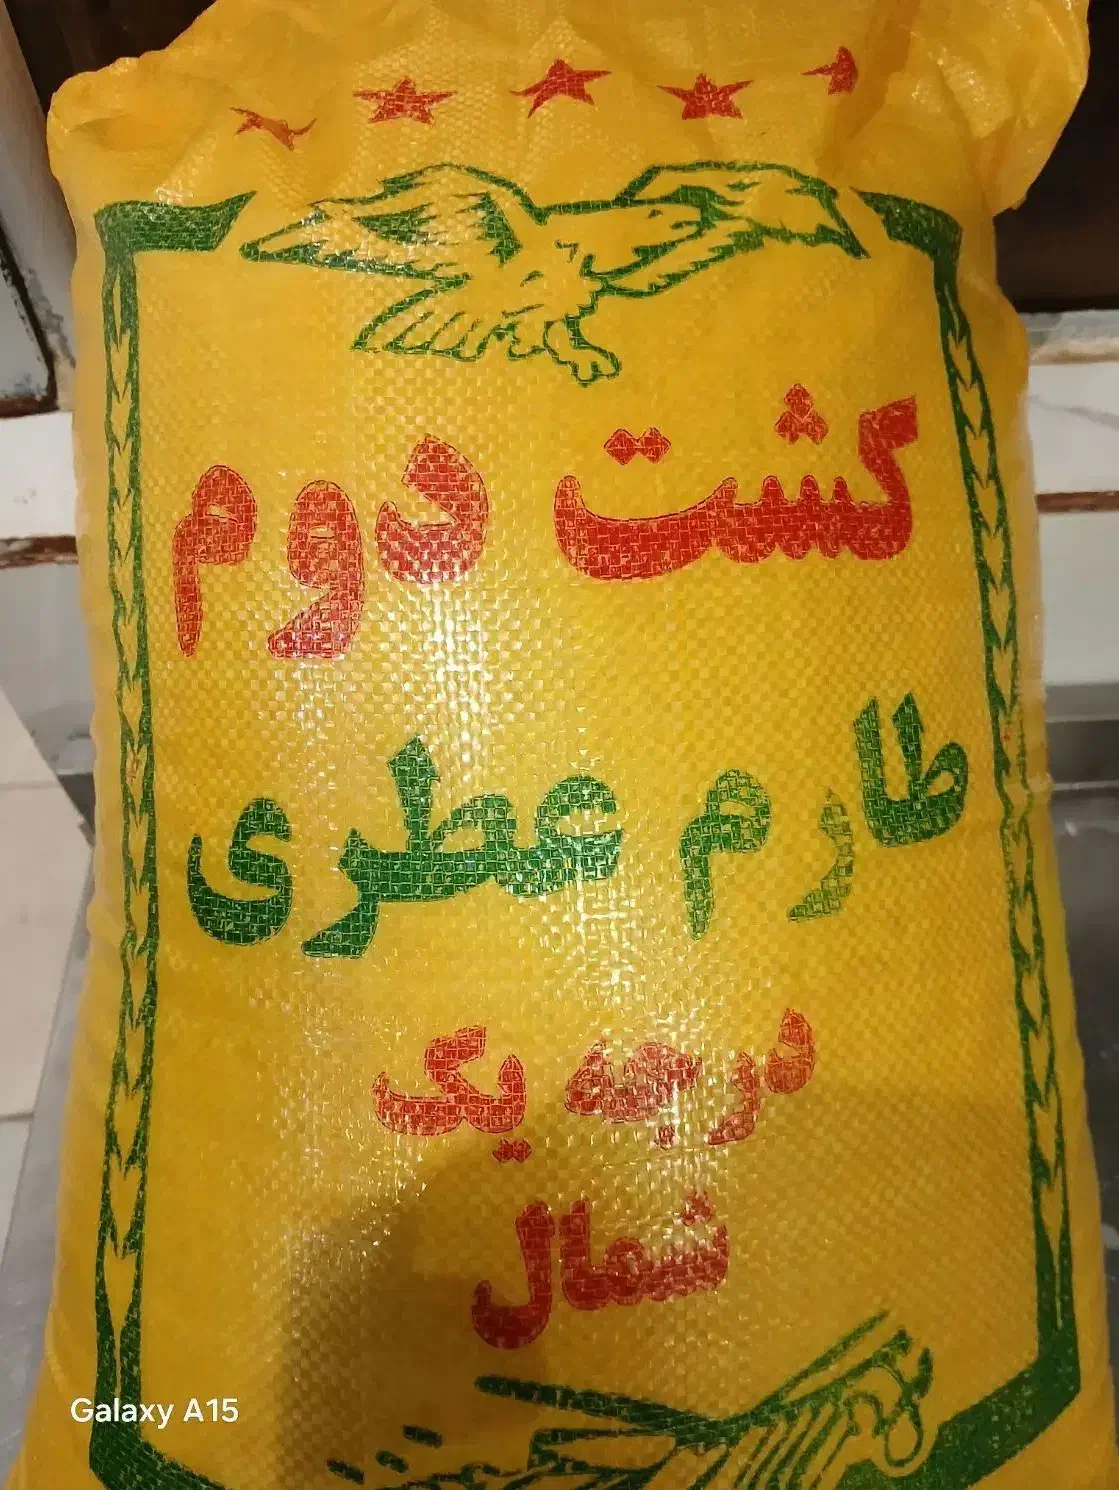 کشت دوم
طارم عطری
درجه یک
شمال
Galaxy A15